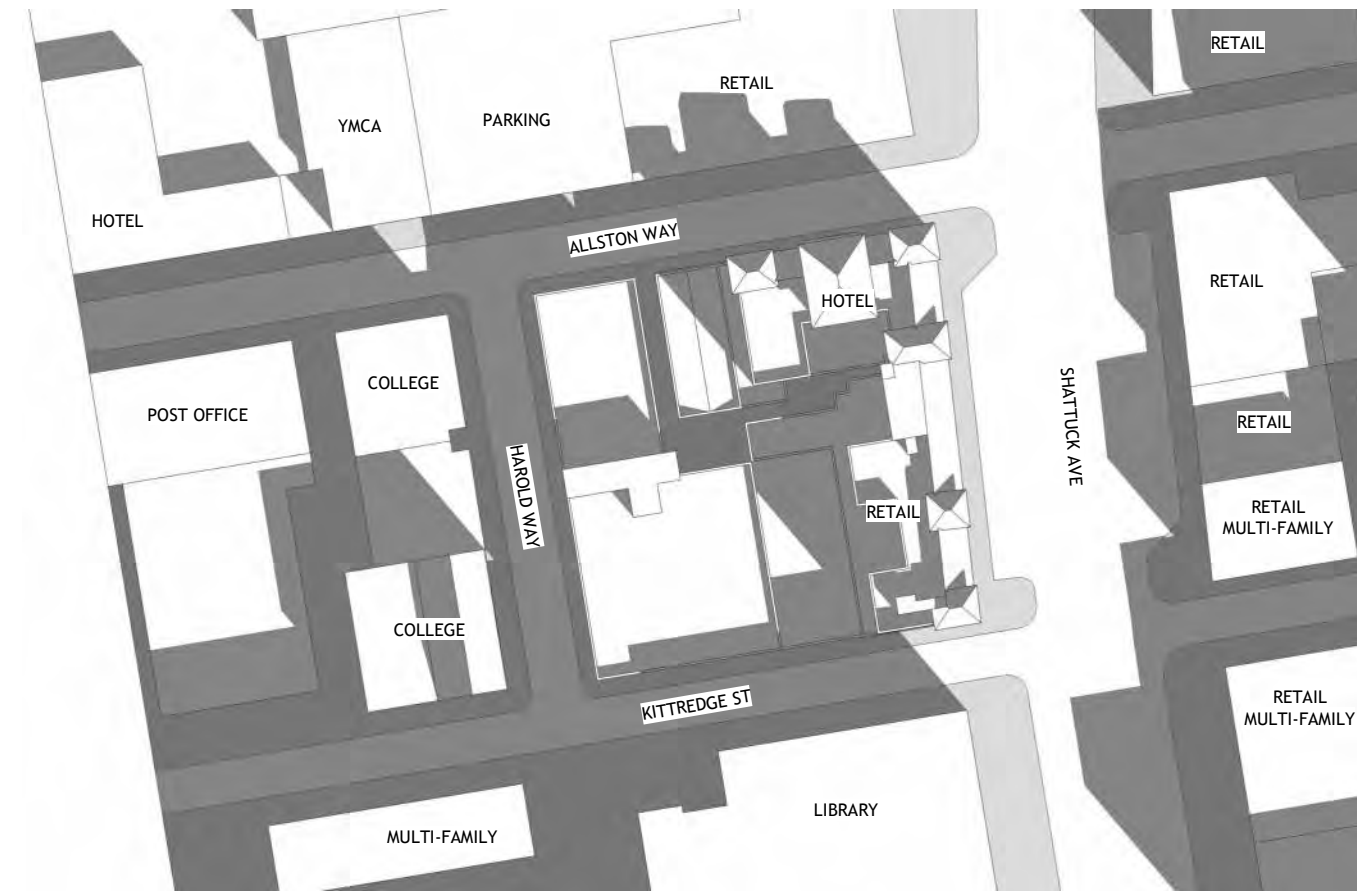 RETAIL
RETAIL
YMCA
PARKING
HOTEL
ALLSTON WAY
RETAIL
HOTEL
COLLEGE
POST OFFICE
SHATTUCK AVE
RETAIL
HAROLD WAY
RETAIL
RETAIL
MULTI-FAMILY
COLLEGE
KITTREDGE ST
RETAIL
MULTI-FAMILY
LIBRARY
MULTI-FAMILY